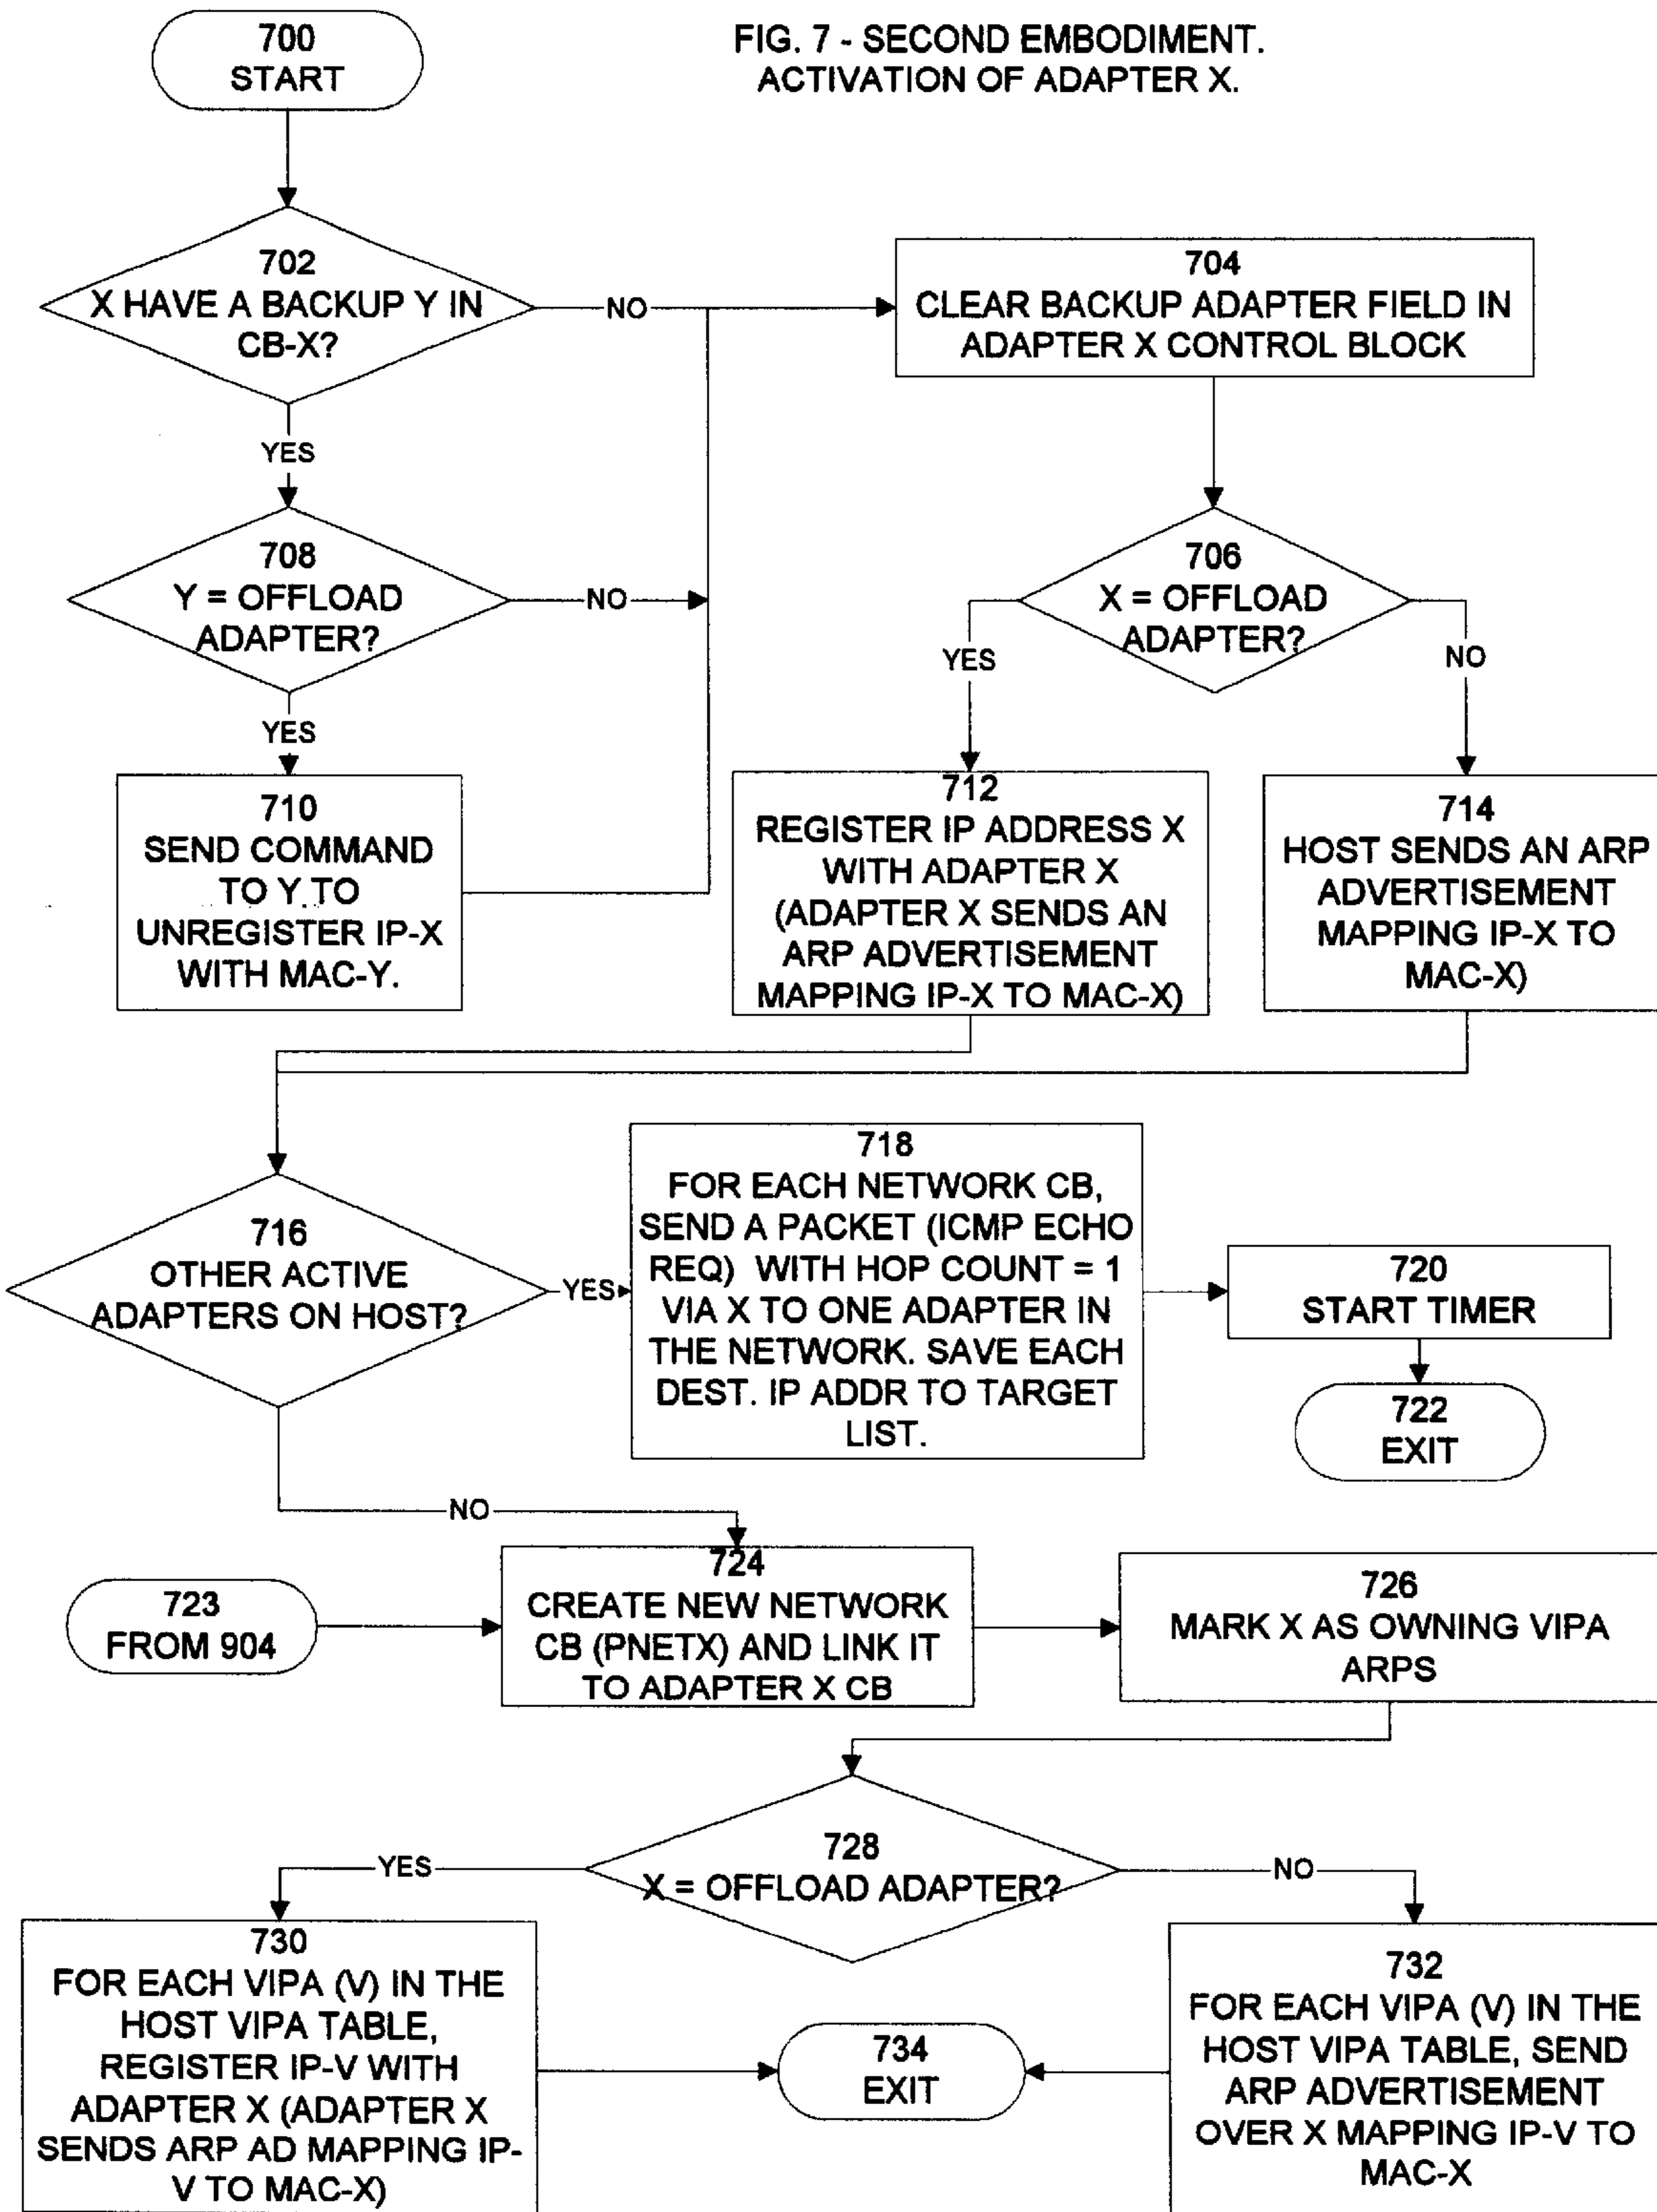 FIG. 7 - SECOND EMBODIMENT.
ACTIVATION OF ADAPTER X.
700
START
702
X HAVE A BACKUP Y IN
CB-X?
NO
YES
704
CLEAR BACKUP ADAPTER FIELD IN
ADAPTER X CONTROL BLOCK
708
Y = OFFLOAD
ADAPTER?
NO
YES
706
X = OFFLOAD
ADAPTER?
YES
NO
710
SEND COMMAND
TO Y TO
UNREGISTER IP-X
WITH MAC-Y.
712
REGISTER IP ADDRESS X
WITH ADAPTER X
(ADAPTER X SENDS AN
ARP ADVERTISEMENT
MAPPING IP-X TO MAC-X)
714
HOST SENDS AN ARP
ADVERTISEMENT
MAPPING IP-X TO
MAC-X)
716
OTHER ACTIVE
ADAPTERS ON HOST?
YES
NO
718
FOR EACH NETWORK CB,
SEND A PACKET (ICMP ECHO
REQ) WITH HOP COUNT = 1
VIA X TO ONE ADAPTER IN
THE NETWORK. SAVE EACH
DEST. IP ADDR TO TARGET
LIST.
720
START TIMER
722
EXIT
723
FROM 904
724
CREATE NEW NETWORK
CB (PNETX) AND LINK IT
TO ADAPTER X CB
726
MARK X AS OWNING VIPA
ARPS
728
X = OFFLOAD ADAPTER?
YES
NO
730
FOR EACH VIPA (V) IN THE
HOST VIPA TABLE,
REGISTER IP-V WITH
ADAPTER X (ADAPTER X
SENDS ARP AD MAPPING IP-
V TO MAC-X)
734
EXIT
732
FOR EACH VIPA (V) IN THE
HOST VIPA TABLE, SEND
ARP ADVERTISEMENT
OVER X MAPPING IP-V TO
MAC-X